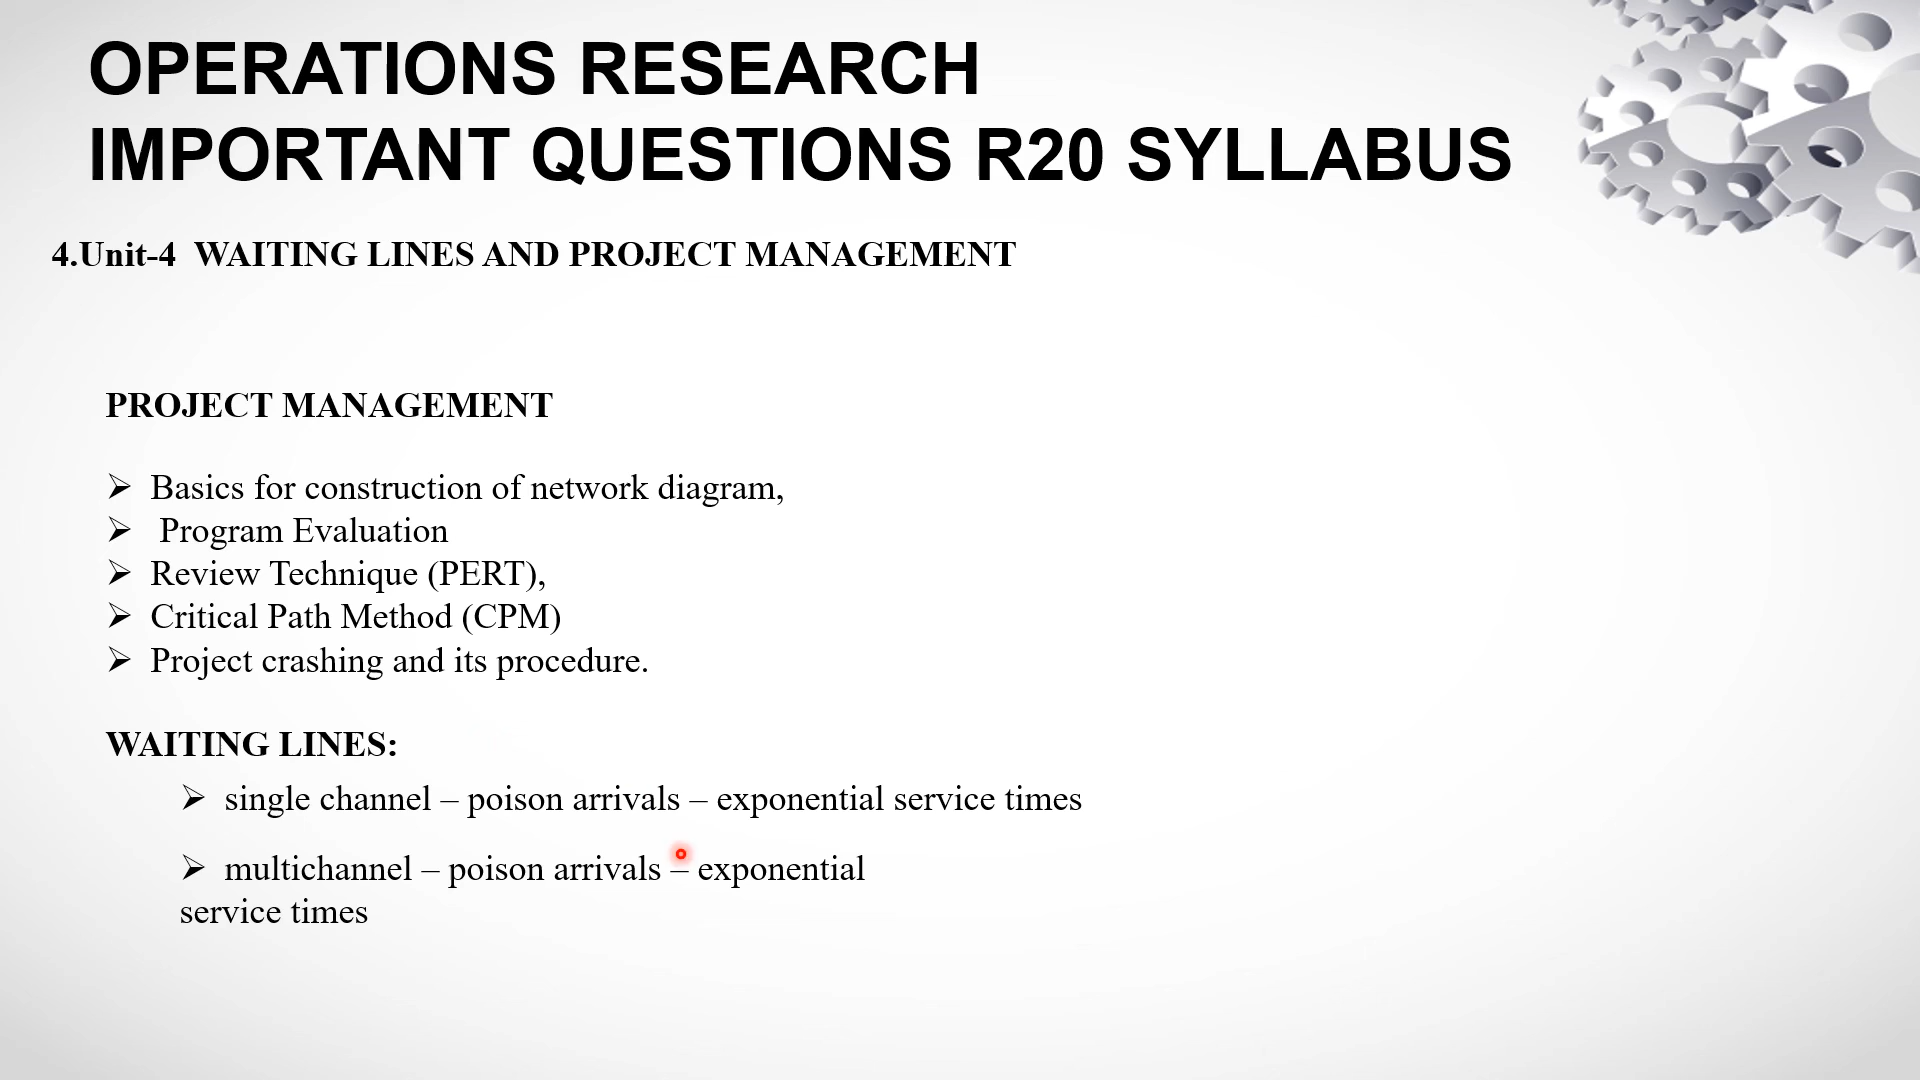 OPERATIONS RESEARCH
IMPORTANT QUESTIONS R20 SYLLABUS
4.Unit-4 WAITING LINES AND PROJECT MANAGEMENT
PROJECT MANAGEMENT
➢ Basics for construction of network diagram,
➢ Program Evaluation
➢ Review Technique (PERT),
➢ Critical Path Method (CPM)
➢ Project crashing and its procedure.
WAITING LINES:
➢ single channel – poison arrivals – exponential service times
➢ multichannel – poison arrivals – exponential
service times